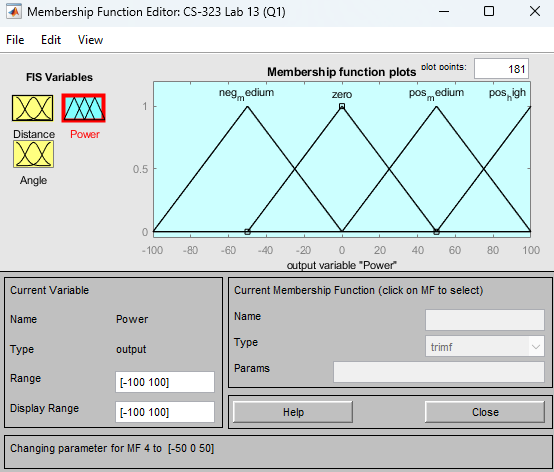 Membership Function Editor: CS-323 Lab 13 (Q1)
File Edit View
FIS Variables
Distance
Power
Angle
Membership function plots
plot points:
181
neg_medium
zero
pos_medium
pos_high
1
0.5
0
-100 -80 -60 -40 -20 0 20 40 60 80 100
output variable "Power"
Current Variable
Name Power
Type output
Range [-100 100]
Display Range [-100 100]
Current Membership Function (click on MF to select)
Name
Type trimf
Params
Help
Close
Changing parameter for MF 4 to [-50 0 50]